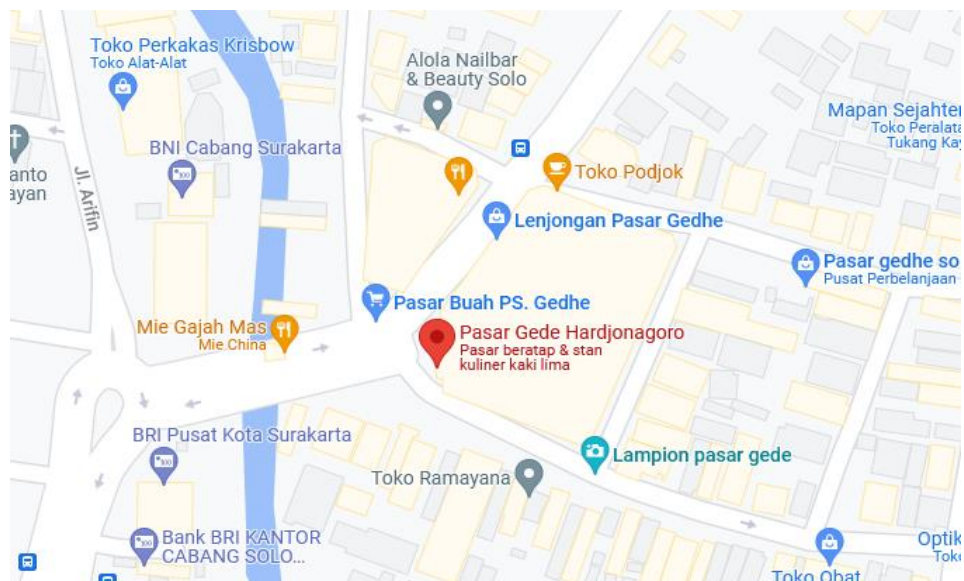 Toko Perkakas Krisbow
Toko Alat-Alat
Alola Nailbar
& Beauty Solo
Mapan Sejahter
Toko Peralata
Tukang Kay
BNI Cabang Surakarta
anto
ayan
Jl. Arifin
Toko Podjok
Lenjongan Pasar Gedhe
Pasar gedhe so
Pusat Perbelanjaan
Pasar Buah PS. Gedhe
Mie Gajah Mas
Mie China
Pasar Gede Hardjonagoro
Pasar beratap & stan
kuliner kaki lima
BRI Pusat Kota Surakarta
Lampion pasar gede
Toko Ramayana
Bank BRI KANTOR
CABANG SOLO...
Optik
Toko
Toko Obat